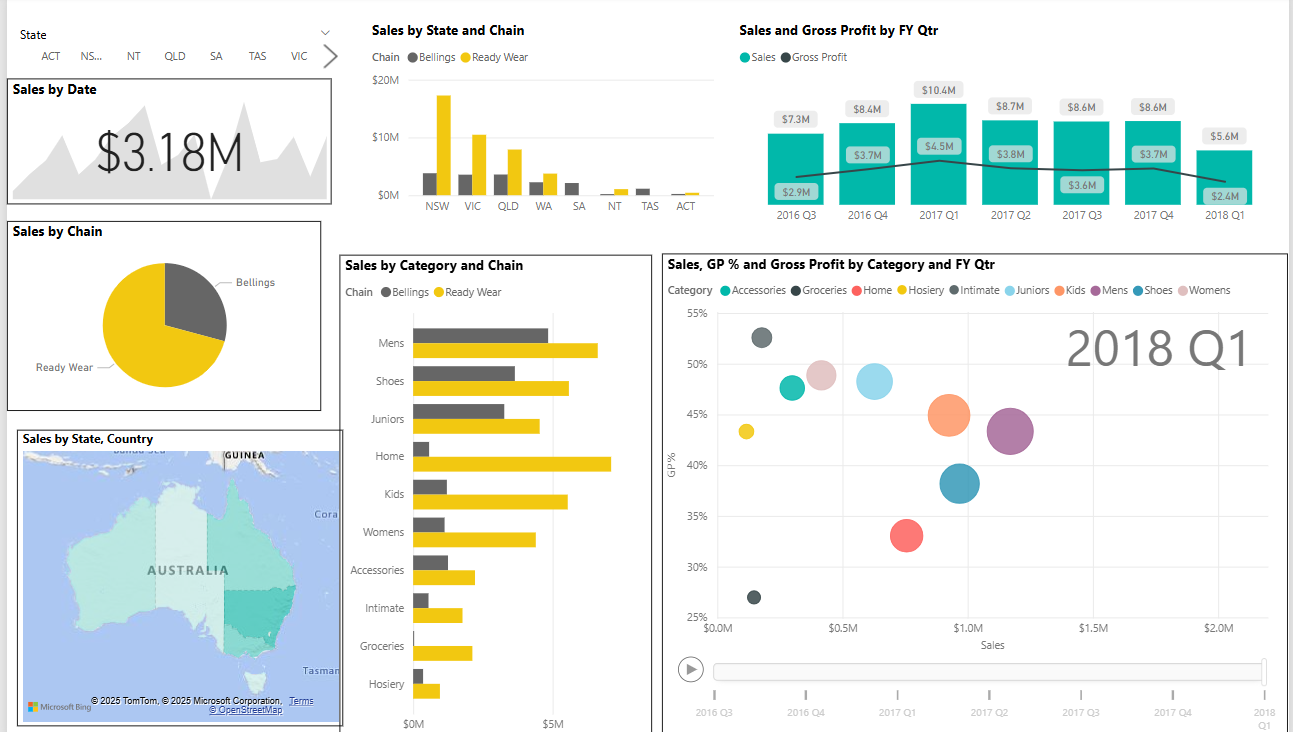 State
ACT NS... NT QLD SA TAS VIC
Sales by Date
$3.18M
Sales by Chain
Bellings
Ready Wear
Sales by State, Country
GUINEA
Cora
AUSTRALIA
Tasman
© 2025 TomTom, © 2025 Microsoft Corporation, Terms
Microsoft Bing
© OpenStreetMap
Sales by State and Chain
Chain Bellings Ready Wear
$20M
$10M
$0M
NSW VIC QLD WA SA NT TAS ACT
Sales and Gross Profit by FY Qtr
Sales Gross Profit
$7.3M $8.4M $10.4M $8.7M $8.6M $8.6M $5.6M
$2.9M $3.7M $4.5M $3.8M $3.6M $3.7M $2.4M
2016 Q3 2016 Q4 2017 Q1 2017 Q2 2017 Q3 2017 Q4 2018 Q1
Sales by Category and Chain
Chain Bellings Ready Wear
Mens
Shoes
Juniors
Home
Kids
Womens
Accessories
Intimate
Groceries
Hosiery
$0M $5M
Sales, GP % and Gross Profit by Category and FY Qtr
Category Accessories Groceries Home Hosiery Intimate Juniors Kids Mens Shoes Womens
2018 Q1
55%
50%
45%
40%
35%
30%
25%
GP%
$0.0M $0.5M $1.0M $1.5M $2.0M
Sales
2016 Q3 2016 Q4 2017 Q1 2017 Q2 2017 Q3 2017 Q4 2018
Q1